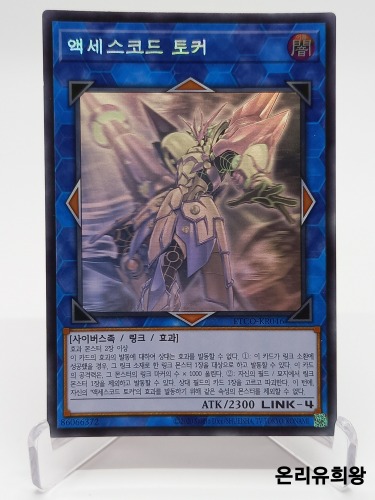 액세스코드 토커
闇
ETCO-KR046
[사이버스족 / 링크 / 효과]
효과 몬스터 2장 이상
이 카드의 효과의 발동에 대하여 상대는 효과를 발동할 수 없다. ①: 이 카드가 링크 소환에
성공했을 경우, 그 링크 소재로 한 링크 몬스터 1장을 대상으로 하고 발동할 수 있다. 이 카드
의 공격력은, 그 몬스터의 링크 마커의 수 × 1000 올린다. ②: 자신의 필드 / 묘지에서 링크
몬스터 1장을 제외하고 발동할 수 있다. 상대 필드의 카드 1장을 고르고 파괴한다. 이 턴에,
자신의 "액세스코드 토커"의 효과를 발동하기 위해 같은 속성의 몬스터를 제외할 수 없다.
ATK/2300 LINK-4
86066372
온리유희왕